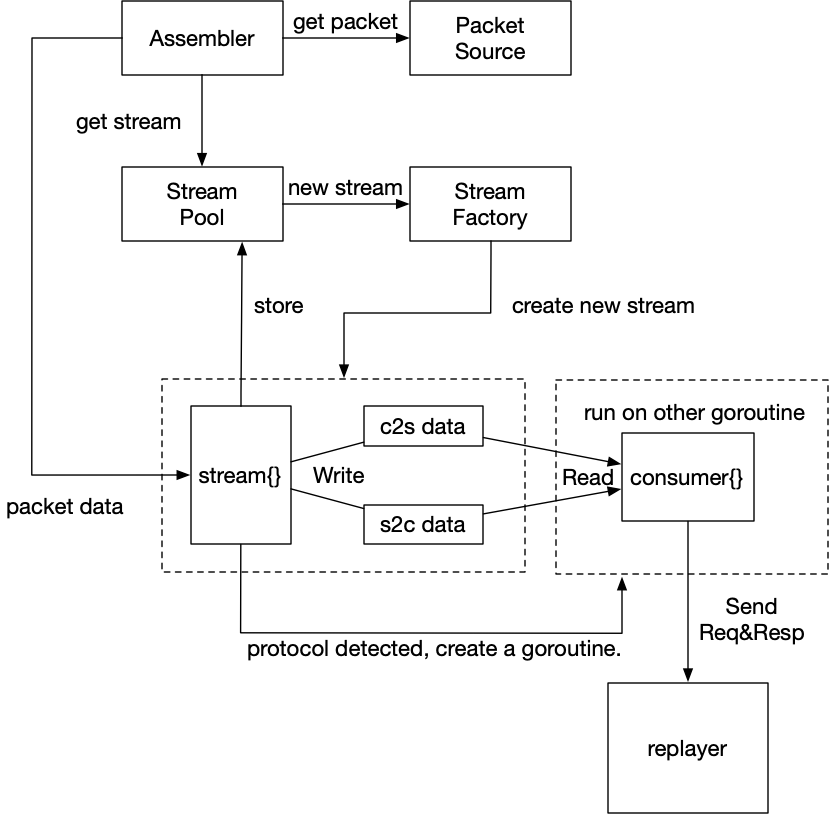 Assembler
get packet
Packet
Source
get stream
Stream
Pool
new stream
Stream
Factory
store
create new stream
c2s data
run on other goroutine
stream{}
Write
Read
consumer{}
packet data
s2c data
protocol detected, create a goroutine.
Send
Req&Resp
replayer